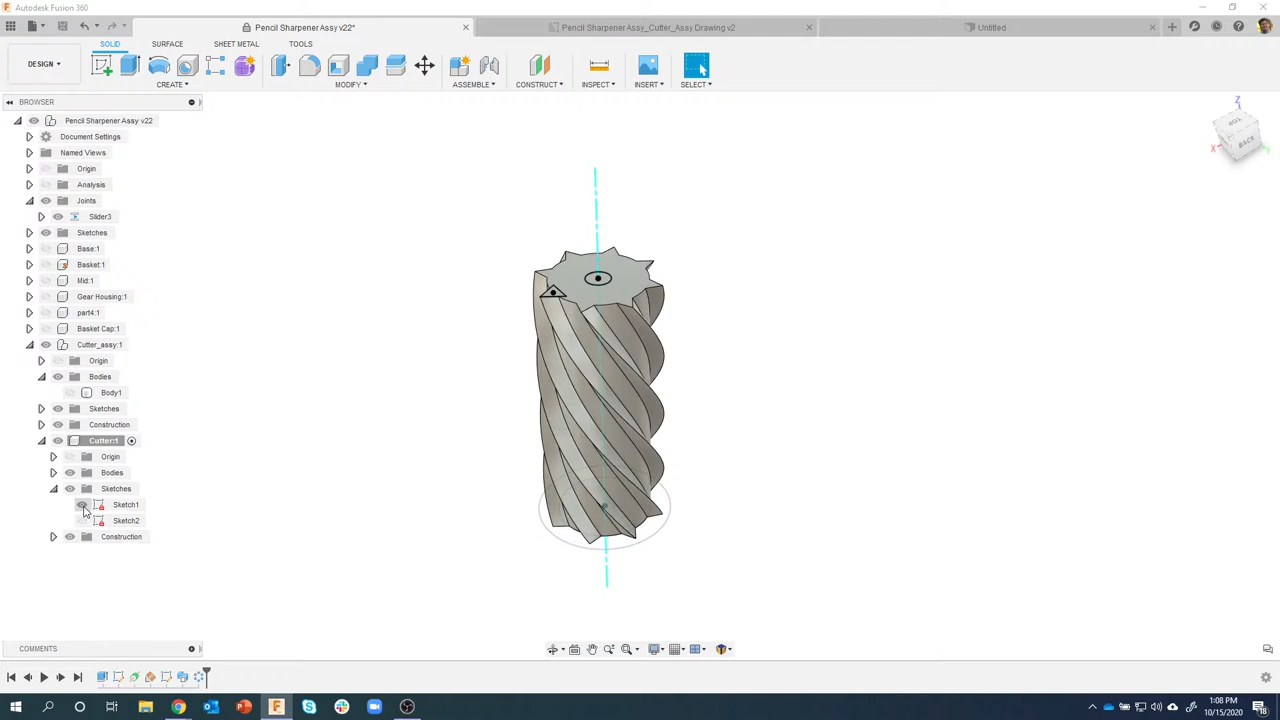 Autodesk Fusion 360
Pencil Sharpener Assy v22*
Pencil Sharpener Assy_Cutter_Assy Drawing v2
Untitled
SOLID
SURFACE
SHEET METAL
TOOLS
DESIGN
CREATE
MODIFY
ASSEMBLE
CONSTRUCT
INSPECT
INSERT
SELECT
BROWSER
Pencil Sharpener Assy v22
Document Settings
Named Views
Origin
Analysis
Joints
Slider3
Sketches
Base:1
Basket:1
Mid:1
Gear Housing:1
part4:1
Basket Cap:1
Cutter_assy:1
Origin
Bodies
Body1
Sketches
Construction
Cutter:1
Origin
Bodies
Sketches
Sketch1
Sketch2
Construction
Z
TOP
BACK
X
Y
COMMENTS
1:08 PM
10/15/2020
18